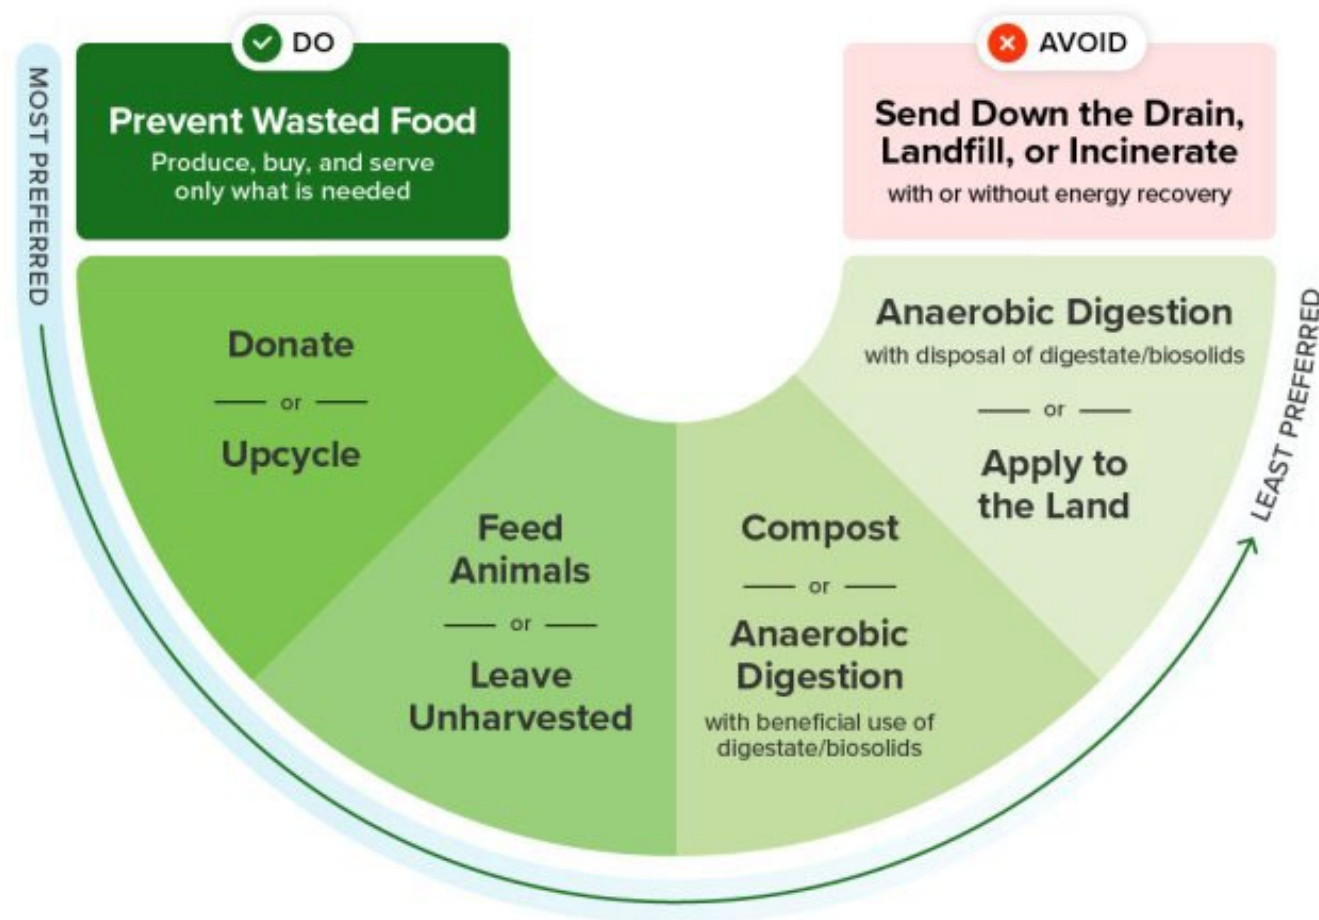 DO
Prevent Wasted Food
Produce, buy, and serve
only what is needed
AVOID
Send Down the Drain,
Landfill, or Incinerate
with or without energy recovery
MOST PREFERRED
Donate
or
Upcycle
Feed
Animals
or
Leave
Unharvested
Compost
or
Anaerobic
Digestion
with beneficial use of
digestate/biosolids
Anaerobic Digestion
with disposal of digestate/biosolids
or
Apply to
the Land
LEAST PREFERRED